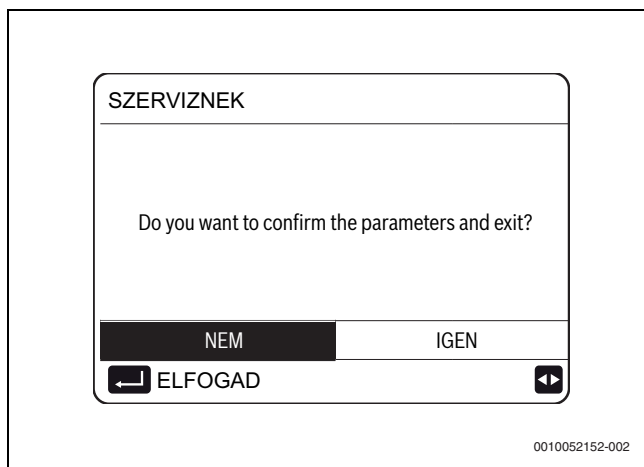 SZERVIZNEK
Do you want to confirm the parameters and exit?
NEM IGEN
ELFOGAD
0010052152-002